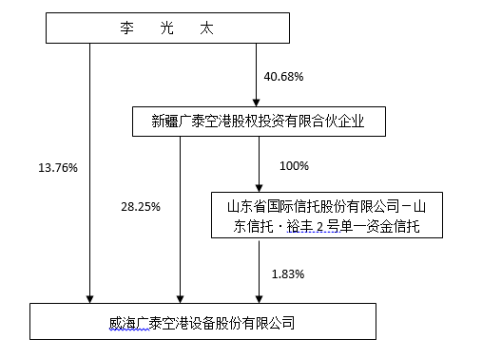 李 光 太
40.68%
新疆广泰空港股权投资有限合伙企业
13.76%
100%
28.25%
山东省国际信托股份有限公司－山
东信托·裕丰2号单一资金信托
1.83%
威海广泰空港设备股份有限公司